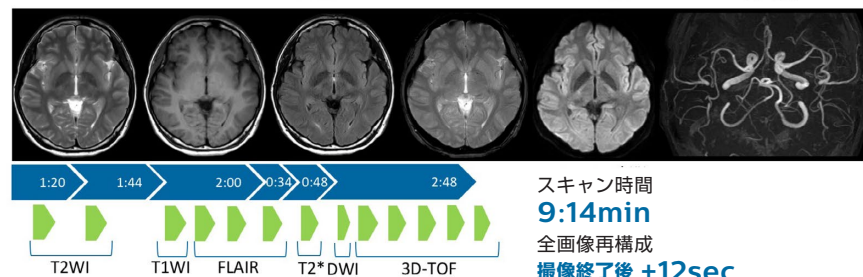 1:20 1:44 2:00 0:34 0:48 2:48
T2WI T1WI FLAIR T2* DWI 3D-TOF
スキャン時間
9:14min
全画像再構成
撮像終了後 +12sec